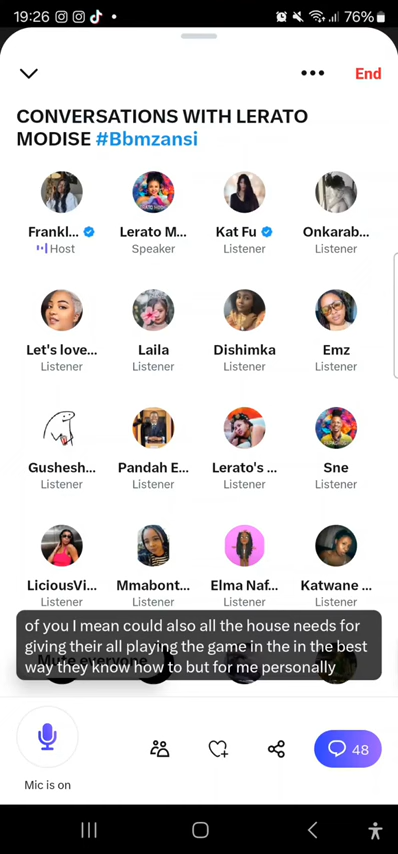 19:26
76%
End
CONVERSATIONS WITH LERATO
MODISE #Bbmzansi
Frankl... Lerato M... Kat Fu Onkarab...
Host Speaker Listener Listener
Let's love... Laila Dishimka Emz
Listener Listener Listener Listener
Gushesh... Pandah E... Lerato's ... Sne
Listener Listener Listener Listener
LiciousVi... Mmabont... Elma Naf... Katwane ...
Listener Listener Listener Listener
of you I mean could also all the house needs for
giving their all playing the game in the in the best
way they know how to but for me personally
Mute everyone
48
Mic is on